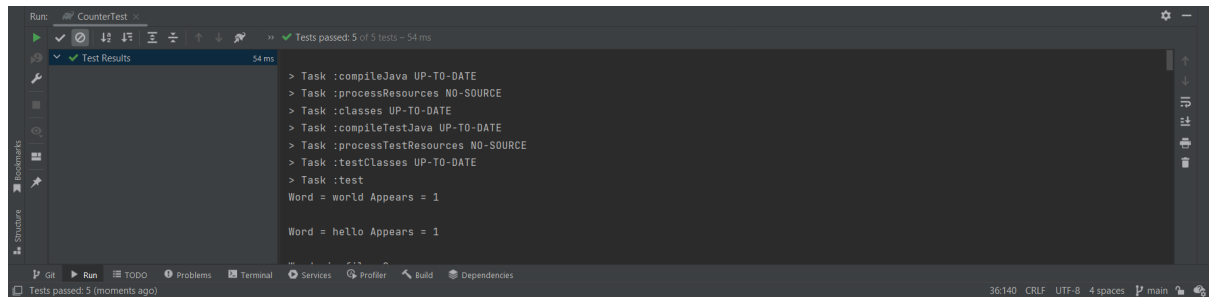 Run: CounterTest
Tests passed: 5 of 5 tests – 54 ms
Test Results 54 ms
> Task :compileJava UP-TO-DATE
> Task :processResources NO-SOURCE
> Task :classes UP-TO-DATE
> Task :compileTestJava UP-TO-DATE
> Task :processTestResources NO-SOURCE
> Task :testClasses UP-TO-DATE
> Task :test
Word = world Appears = 1
Word = hello Appears = 1
Bookmarks
Structure
Git Run TODO Problems Terminal Services Profiler Build Dependencies
Tests passed: 5 (moments ago) 36:140 CRLF UTF-8 4 spaces main